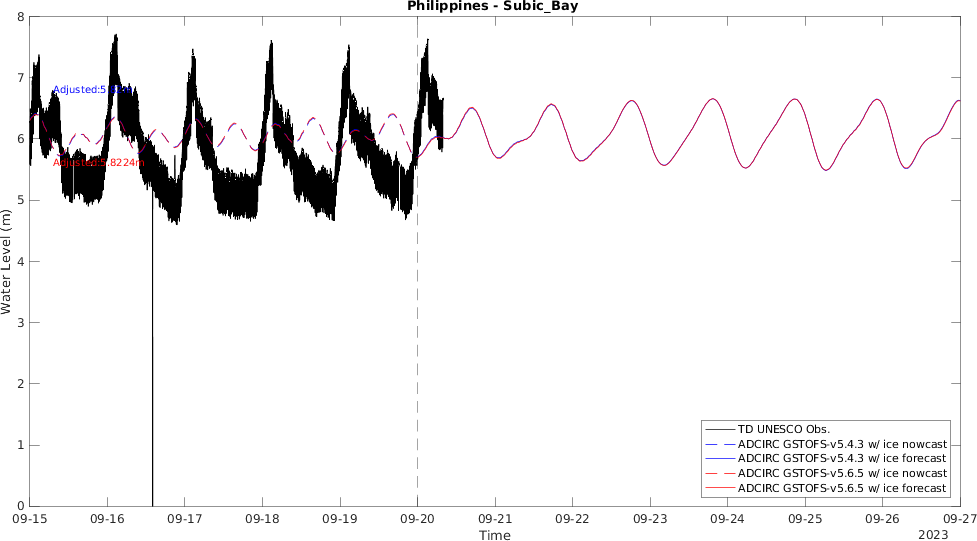 Philippines - Subic_Bay
8
7
6
5
4
3
2
1
0
Water Level (m)
Adjusted:5.8224m
09-15
09-16
09-17
09-18
09-19
09-20
09-21
09-22
09-23
09-24
09-25
09-26
09-27
Time
2023
TD UNESCO Obs.
ADCIRC GSTOFS-v5.4.3 w/ ice nowcast
ADCIRC GSTOFS-v5.4.3 w/ ice forecast
ADCIRC GSTOFS-v5.6.5 w/ ice nowcast
ADCIRC GSTOFS-v5.6.5 w/ ice forecast